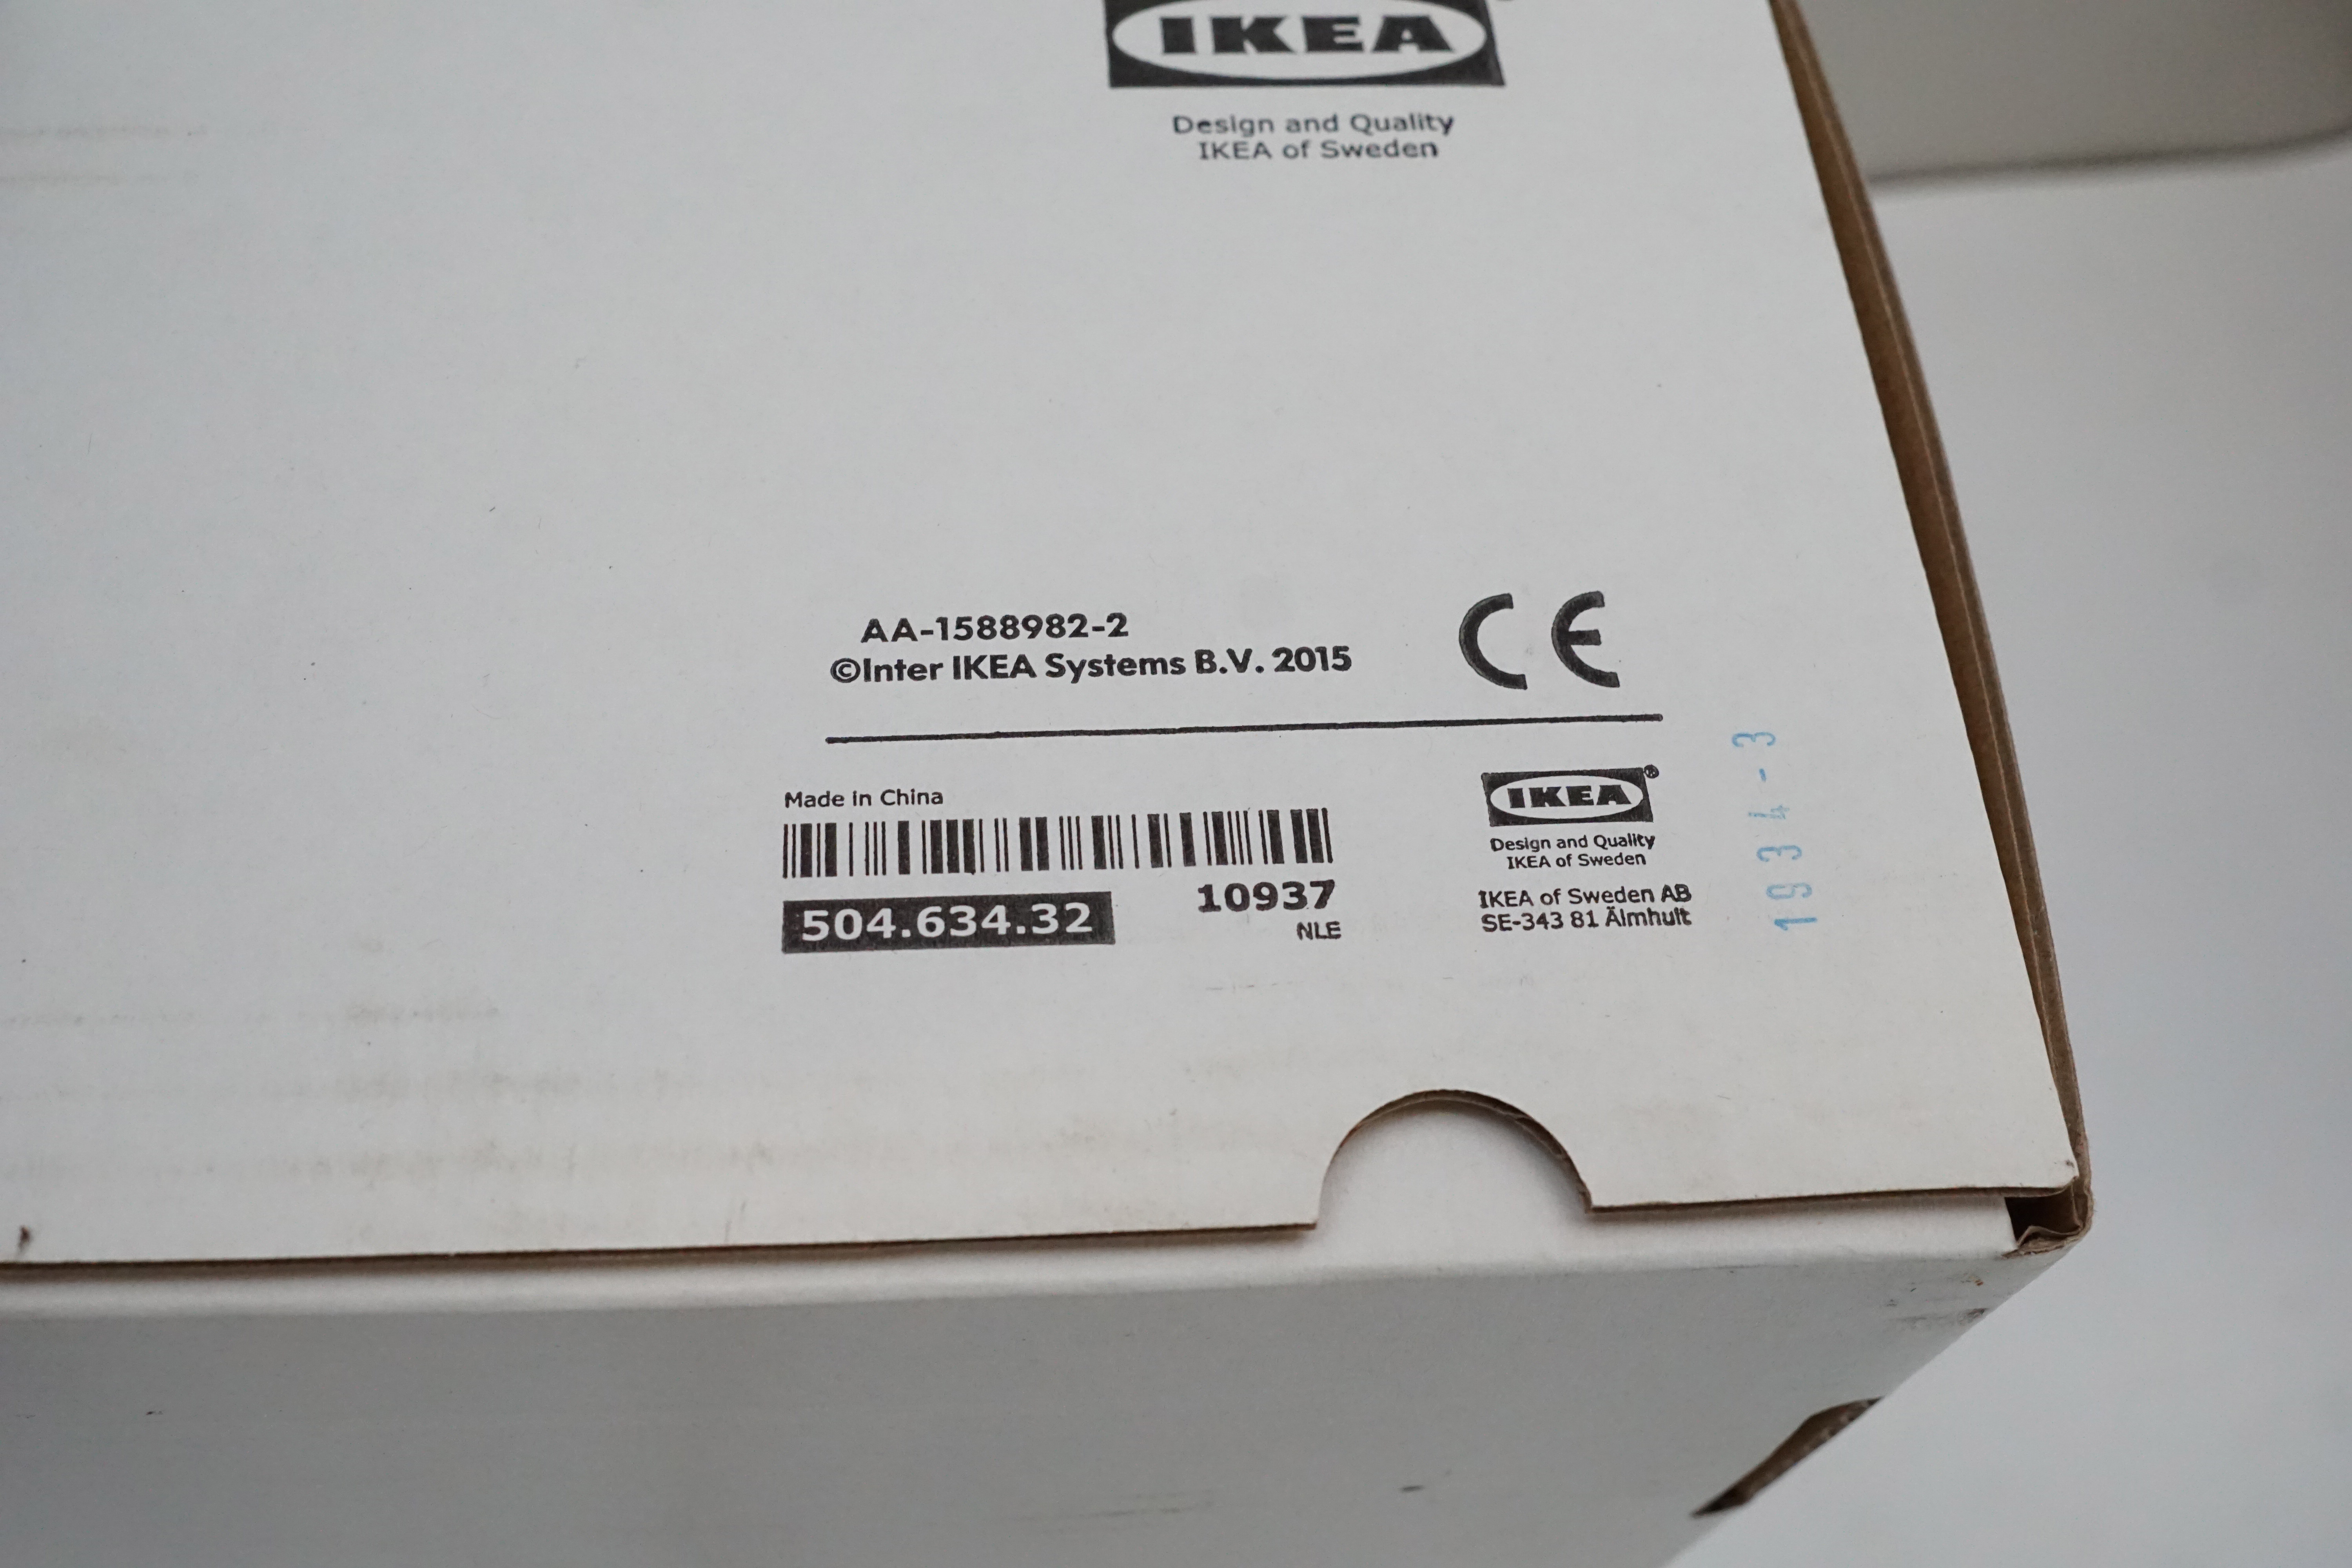 IKEA
Design and Quality
IKEA of Sweden
AA-1588982-2
©Inter IKEA Systems B.V. 2015
CE
Made in China
504.634.32
10937
NLE
IKEA®
Design and Quality
IKEA of Sweden
IKEA of Sweden AB
SE-343 81 Älmhult
1934-3